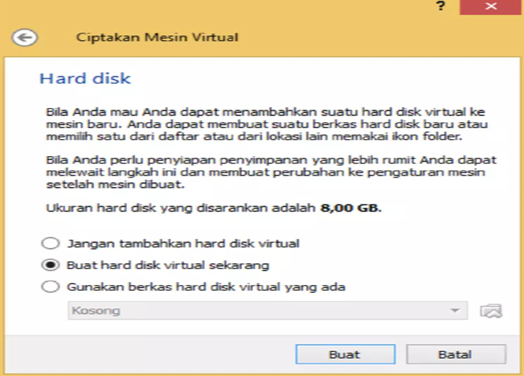 ?
Ciptakan Mesin Virtual
Hard disk
Bila Anda mau Anda dapat menambahkan suatu hard disk virtual ke
mesin baru. Anda dapat membuat suatu berkas hard disk baru atau
memilih satu dari daftar atau dari lokasi lain memakai ikon folder.
Bila Anda perlu penyiapan penyimpanan yang lebih rumit Anda dapat
melewait langkah ini dan membuat perubahan ke pengaturan mesin
setelah mesin dibuat.
Ukuran hard disk yang disarankan adalah 8,00 GB.
Jangan tambahkan hard disk virtual
Buat hard disk virtual sekarang
Gunakan berkas hard disk virtual yang ada
Kosong
Buat Batal